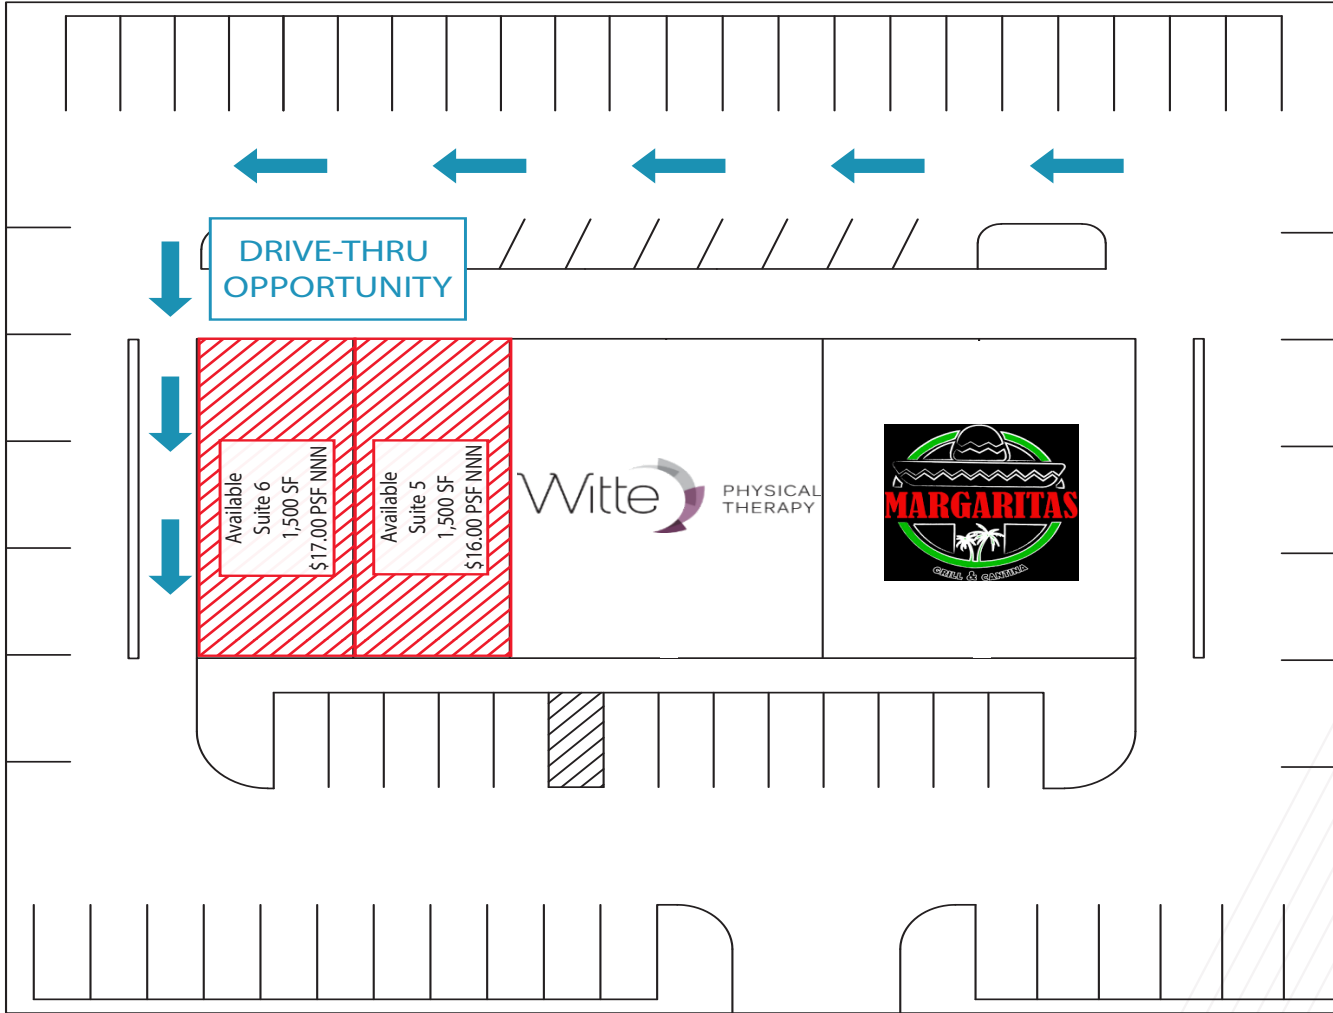 DRIVE-THRU
OPPORTUNITY
Available
Suite 6
1,500 SF
$17.00 PSF NNN
Available
Suite 5
1,500 SF
$16.00 PSF NNN
Witte
PHYSICAL
THERAPY
MARGARITAS
GRILL & CANTINA